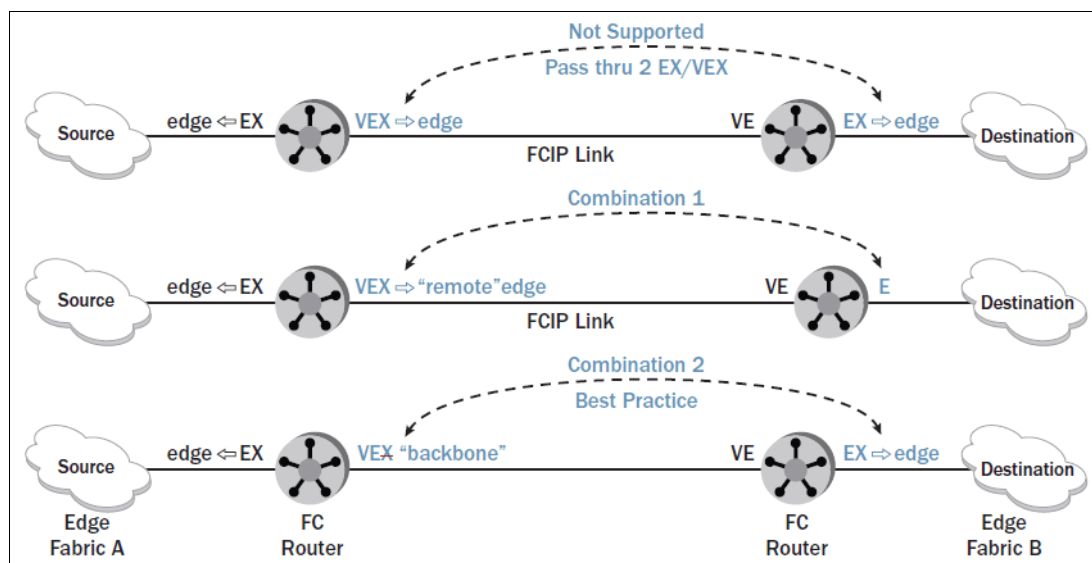 Not Supported
Pass thru 2 EX/VEX
Source
edge ⇦ EX
VEX ⇨ edge
VE
EX ⇨ edge
Destination
FCIP Link
Combination 1
Source
edge ⇦ EX
VEX ⇨ "remote" edge
VE
E
Destination
FCIP Link
Combination 2
Best Practice
Source
edge ⇦ EX
VEX "backbone"
VE
EX ⇨ edge
Destination
Edge
Fabric A
FC
Router
FC
Router
Edge
Fabric B